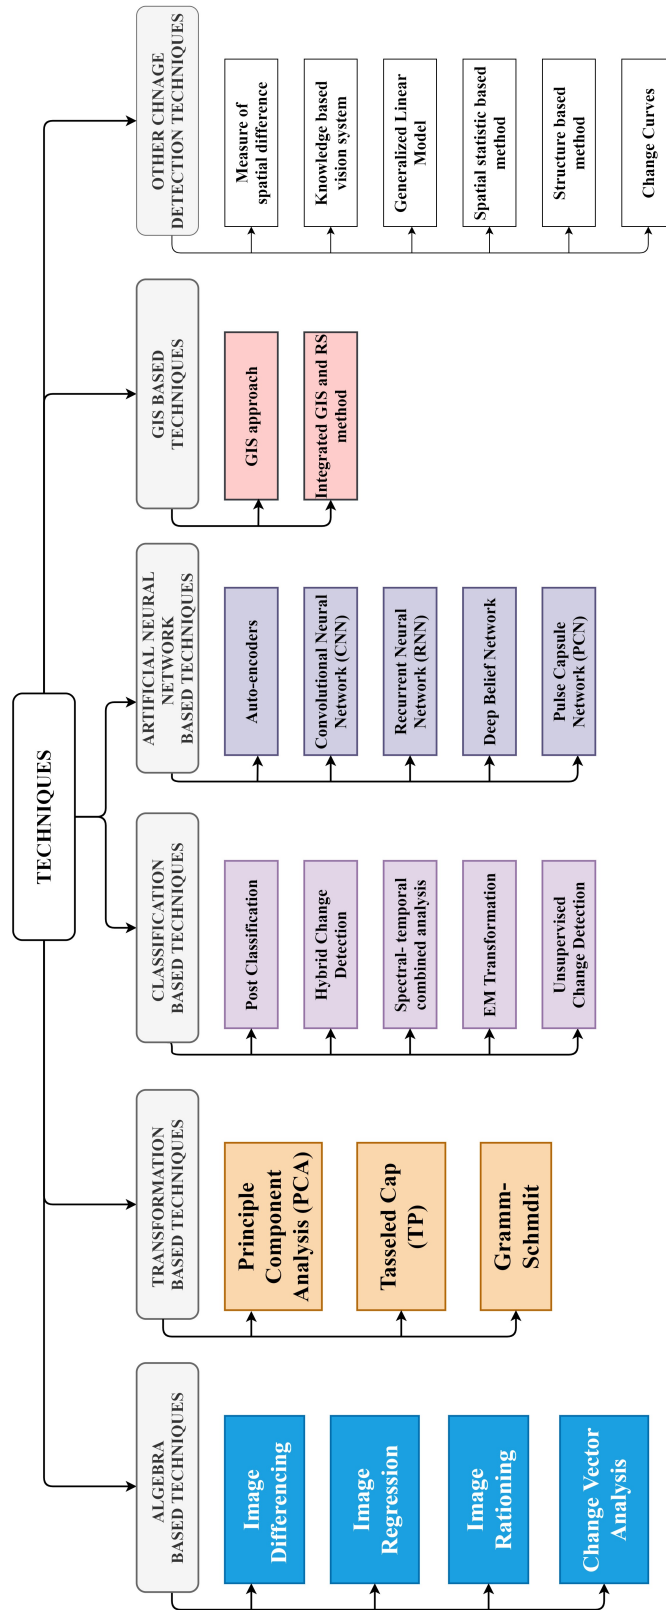 TECHNIQUES
ALGEBRA
BASED TECHNIQUES
Image
Differencing
Image
Regression
Image
Rationing
Change Vector
Analysis
TRANSFORMATION
BASED TECHNIQUES
Principle
Component
Analysis (PCA)
Tasseled Cap
(TP)
Gramm-
Schmdit
CLASSIFICATION
BASED TECHNIQUES
Post Classification
Hybrid Change
Detection
Spectral- temporal
combined analysis
EM Transformation
Unsupervised
Change Detection
ARTIFICIAL NEURAL
NETWORK
BASED TECHNIQUES
Auto-encoders
Convolutional Neural
Network (CNN)
Recurrent Neural
Network (RNN)
Deep Belief Network
Pulse Capsule
Network (PCN)
GIS BASED
TECHNIQUES
GIS approach
Integrated GIS and RS
method
OTHER CHNAGE
DETECTION TECHNIQUES
Measure of
spatial difference
Knowledge based
vision system
Generalized Linear
Model
Spatial statistic based
method
Structure based
method
Change Curves